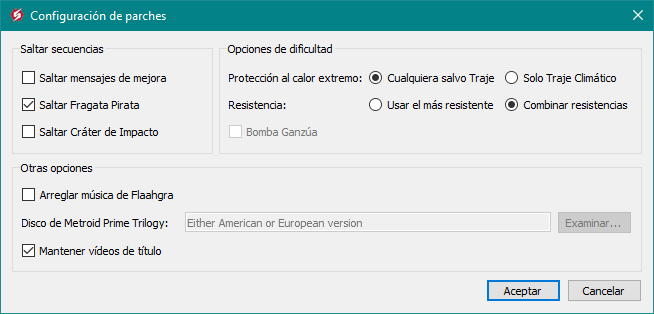 Configuración de parches
Saltar secuencias
Saltar mensajes de mejora
Saltar Fragata Pirata
Saltar Cráter de Impacto
Opciones de dificultad
Protección al calor extremo: Cualquiera salvo Traje Solo Traje Climático
Resistencia: Usar el más resistente Combinar resistencias
Bomba Ganzúa
Otras opciones
Arreglar música de Flaahgra
Disco de Metroid Prime Trilogy: Either American or European version Examinar...
Mantener vídeos de título
Aceptar Cancelar